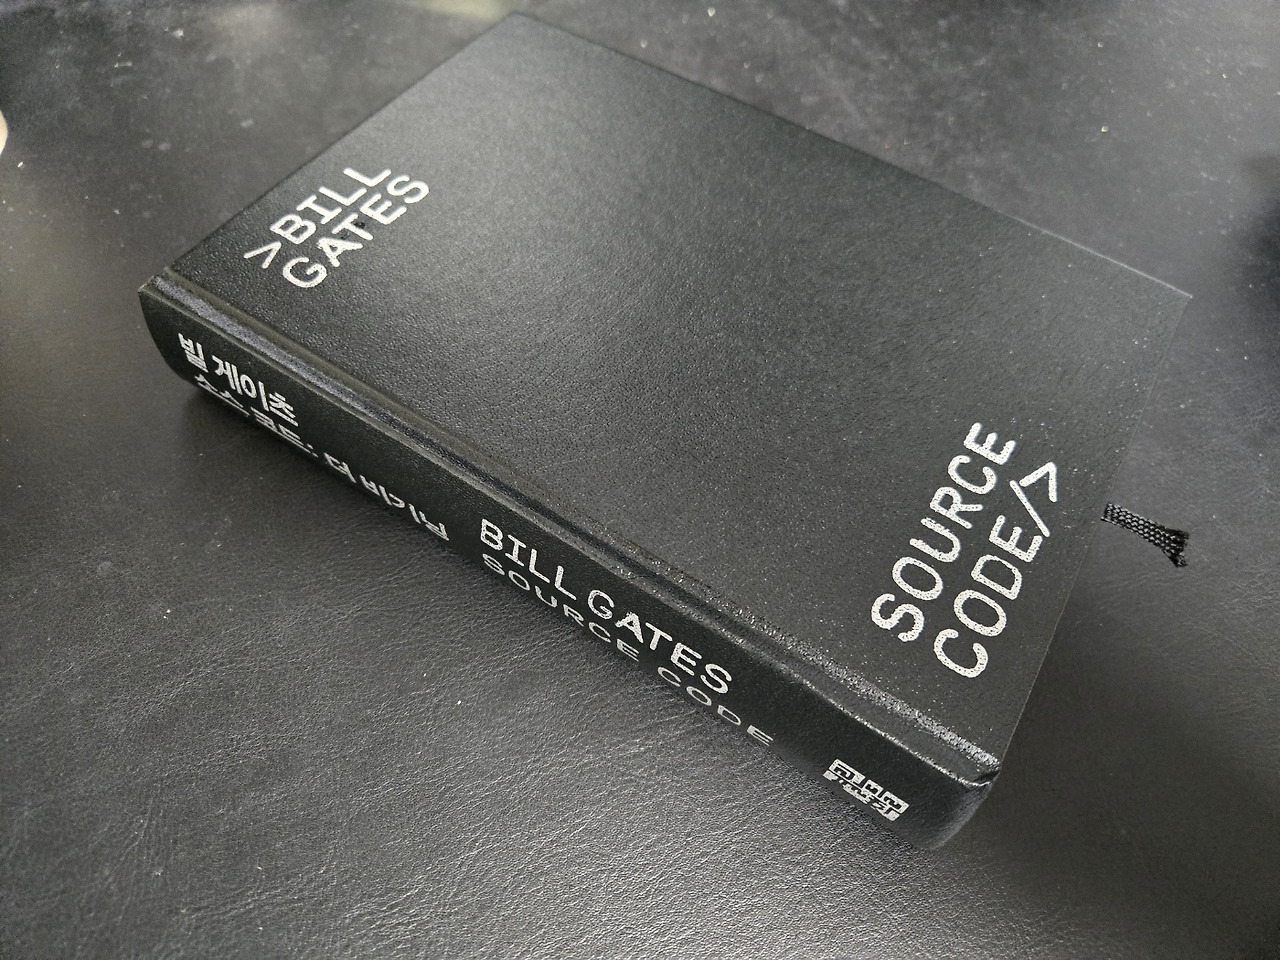 >BILL
GATES
SOURCE
CODE/>
빌 게이츠
소스 코드: 더 비기닝
BILL GATES
SOURCE CODE